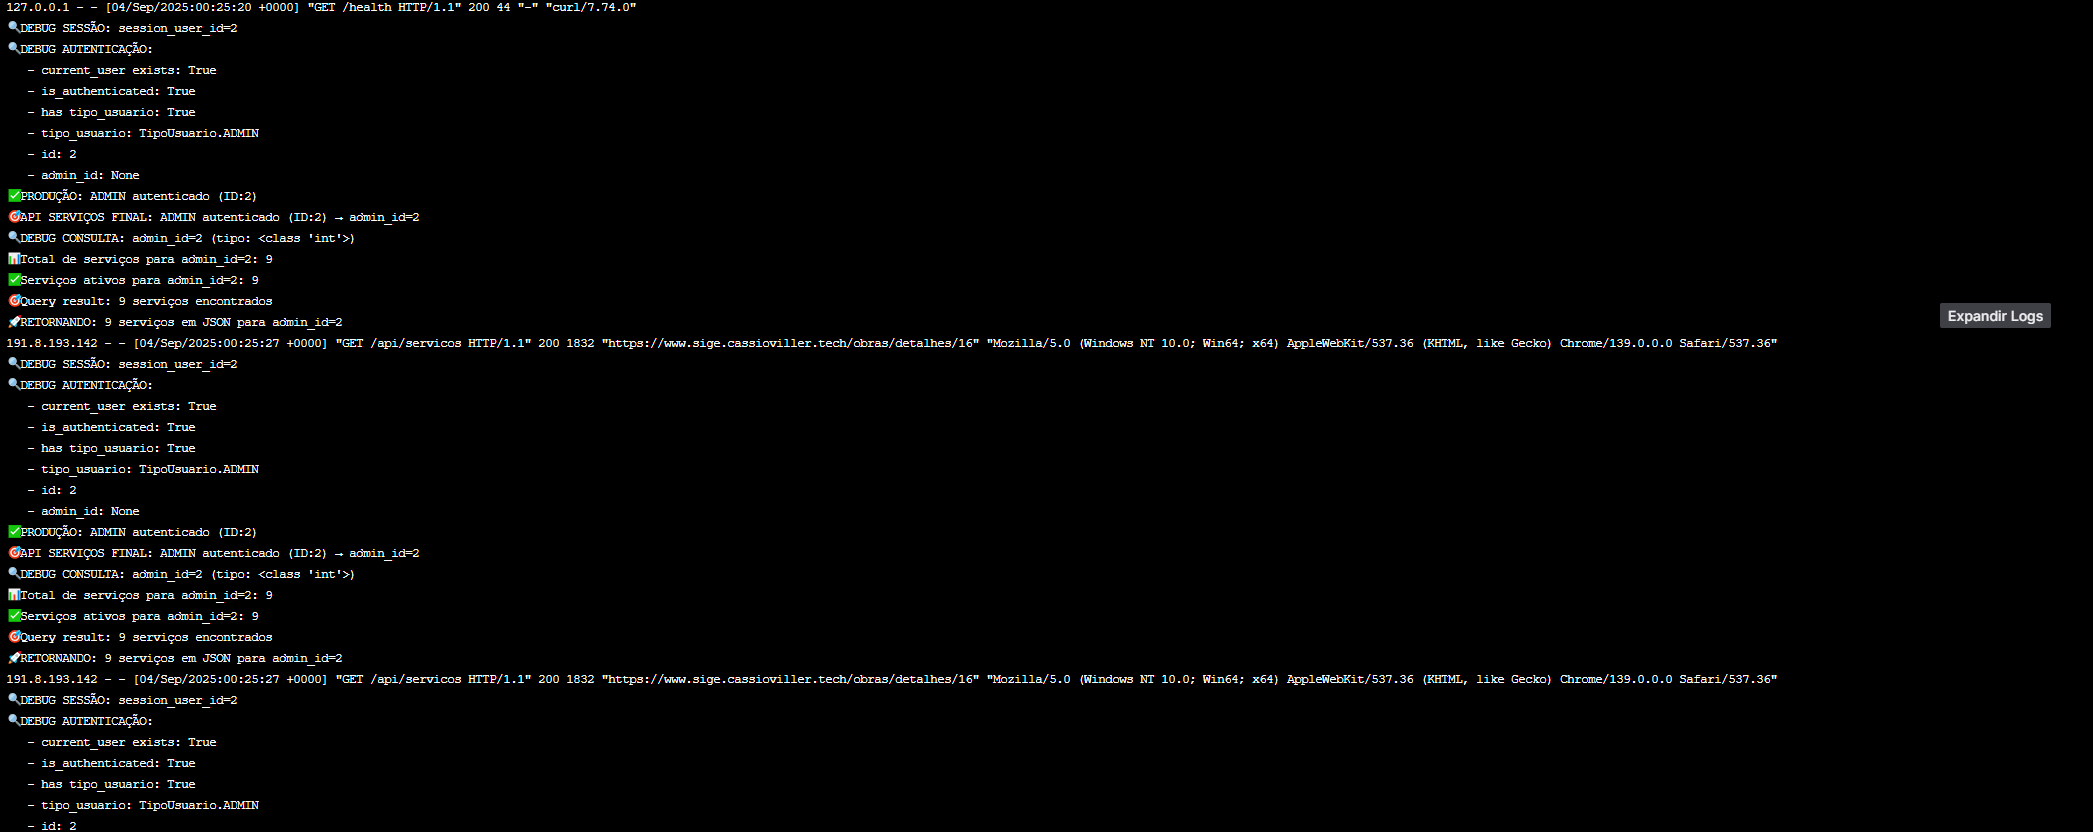 127.0.0.1 - - [04/Sep/2025:00:25:20 +0000] "GET /health HTTP/1.1" 200 44 "-" "curl/7.74.0"
🔍DEBUG SESSÃO: session_user_id=2
🔍DEBUG AUTENTICAÇÃO:
- current_user exists: True
- is_authenticated: True
- has tipo_usuario: True
- tipo_usuario: TipoUsuario.ADMIN
- id: 2
- admin_id: None
✅PRODUÇÃO: ADMIN autenticado (ID:2)
🎯API SERVIÇOS FINAL: ADMIN autenticado (ID:2) → admin_id=2
🔍DEBUG CONSULTA: admin_id=2 (tipo: <class 'int'>)
📊Total de serviços para admin_id=2: 9
✅Serviços ativos para admin_id=2: 9
🎯Query result: 9 serviços encontrados
Expandir Logs
🚀RETORNANDO: 9 serviços em JSON para admin_id=2
191.8.193.142 - - [04/Sep/2025:00:25:27 +0000] "GET /api/servicos HTTP/1.1" 200 1832 "https://www.sige.cassioviller.tech/obras/detalhes/16" "Mozilla/5.0 (Windows NT 10.0; Win64; x64) AppleWebKit/537.36 (KHTML, like Gecko) Chrome/139.0.0.0 Safari/537.36"
🔍DEBUG SESSÃO: session_user_id=2
🔍DEBUG AUTENTICAÇÃO:
- current_user exists: True
- is_authenticated: True
- has tipo_usuario: True
- tipo_usuario: TipoUsuario.ADMIN
- id: 2
- admin_id: None
✅PRODUÇÃO: ADMIN autenticado (ID:2)
🎯API SERVIÇOS FINAL: ADMIN autenticado (ID:2) → admin_id=2
🔍DEBUG CONSULTA: admin_id=2 (tipo: <class 'int'>)
📊Total de serviços para admin_id=2: 9
✅Serviços ativos para admin_id=2: 9
🎯Query result: 9 serviços encontrados
🚀RETORNANDO: 9 serviços em JSON para admin_id=2
191.8.193.142 - - [04/Sep/2025:00:25:27 +0000] "GET /api/servicos HTTP/1.1" 200 1832 "https://www.sige.cassioviller.tech/obras/detalhes/16" "Mozilla/5.0 (Windows NT 10.0; Win64; x64) AppleWebKit/537.36 (KHTML, like Gecko) Chrome/139.0.0.0 Safari/537.36"
🔍DEBUG SESSÃO: session_user_id=2
🔍DEBUG AUTENTICAÇÃO:
- current_user exists: True
- is_authenticated: True
- has tipo_usuario: True
- tipo_usuario: TipoUsuario.ADMIN
- id: 2